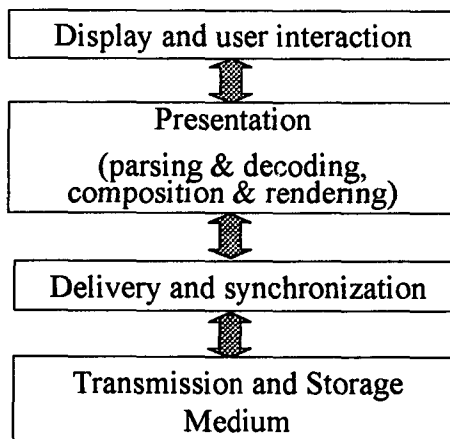 Display and user interaction
Presentation
(parsing & decoding,
composition & rendering)
Delivery and synchronization
Transmission and Storage
Medium